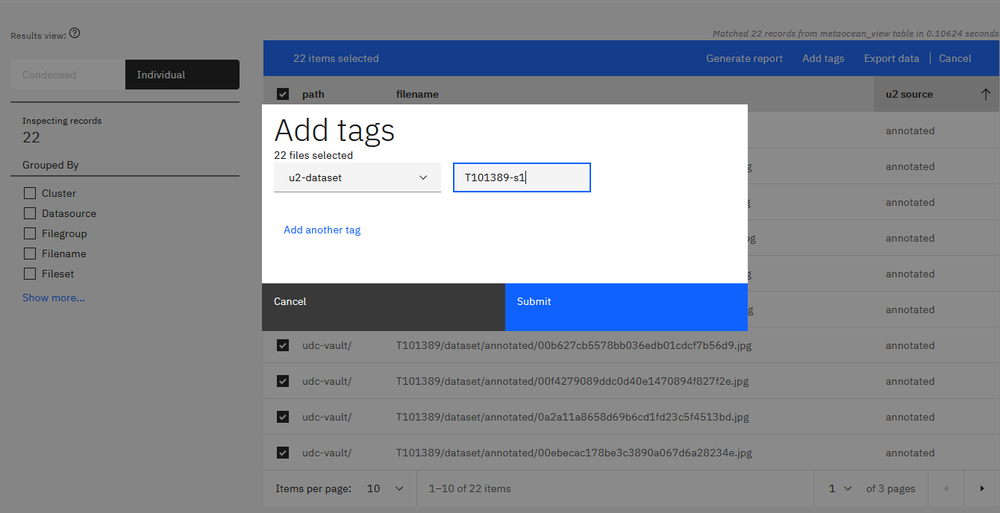 Results view:
Matched 22 records from metaocean_view table in 0.10624 seconds
22 items selected Generate report Add tags Export data Cancel
Condensed Individual
path filename u2 source
Inspecting records
22
Grouped By
Cluster
Datasource
Filegroup
Filename
Fileset
Show more...
Add tags
22 files selected
u2-dataset T101389-s1
Add another tag
Cancel Submit
annotated
annotated
annotated
annotated
annotated
annotated
udc-vault/ T101389/dataset/annotated/00b627cb5578bb036edb01cdcf7b56d9.jpg annotated
udc-vault/ T101389/dataset/annotated/00f4279089ddc0d40e1470894f827f2e.jpg annotated
udc-vault/ T101389/dataset/annotated/0a2a11a8658d69b6cd1fd23c5f4513bd.jpg annotated
udc-vault/ T101389/dataset/annotated/00ebecac178be3c3890a067d6a28234e.jpg annotated
Items per page: 10 1–10 of 22 items 1 of 3 pages